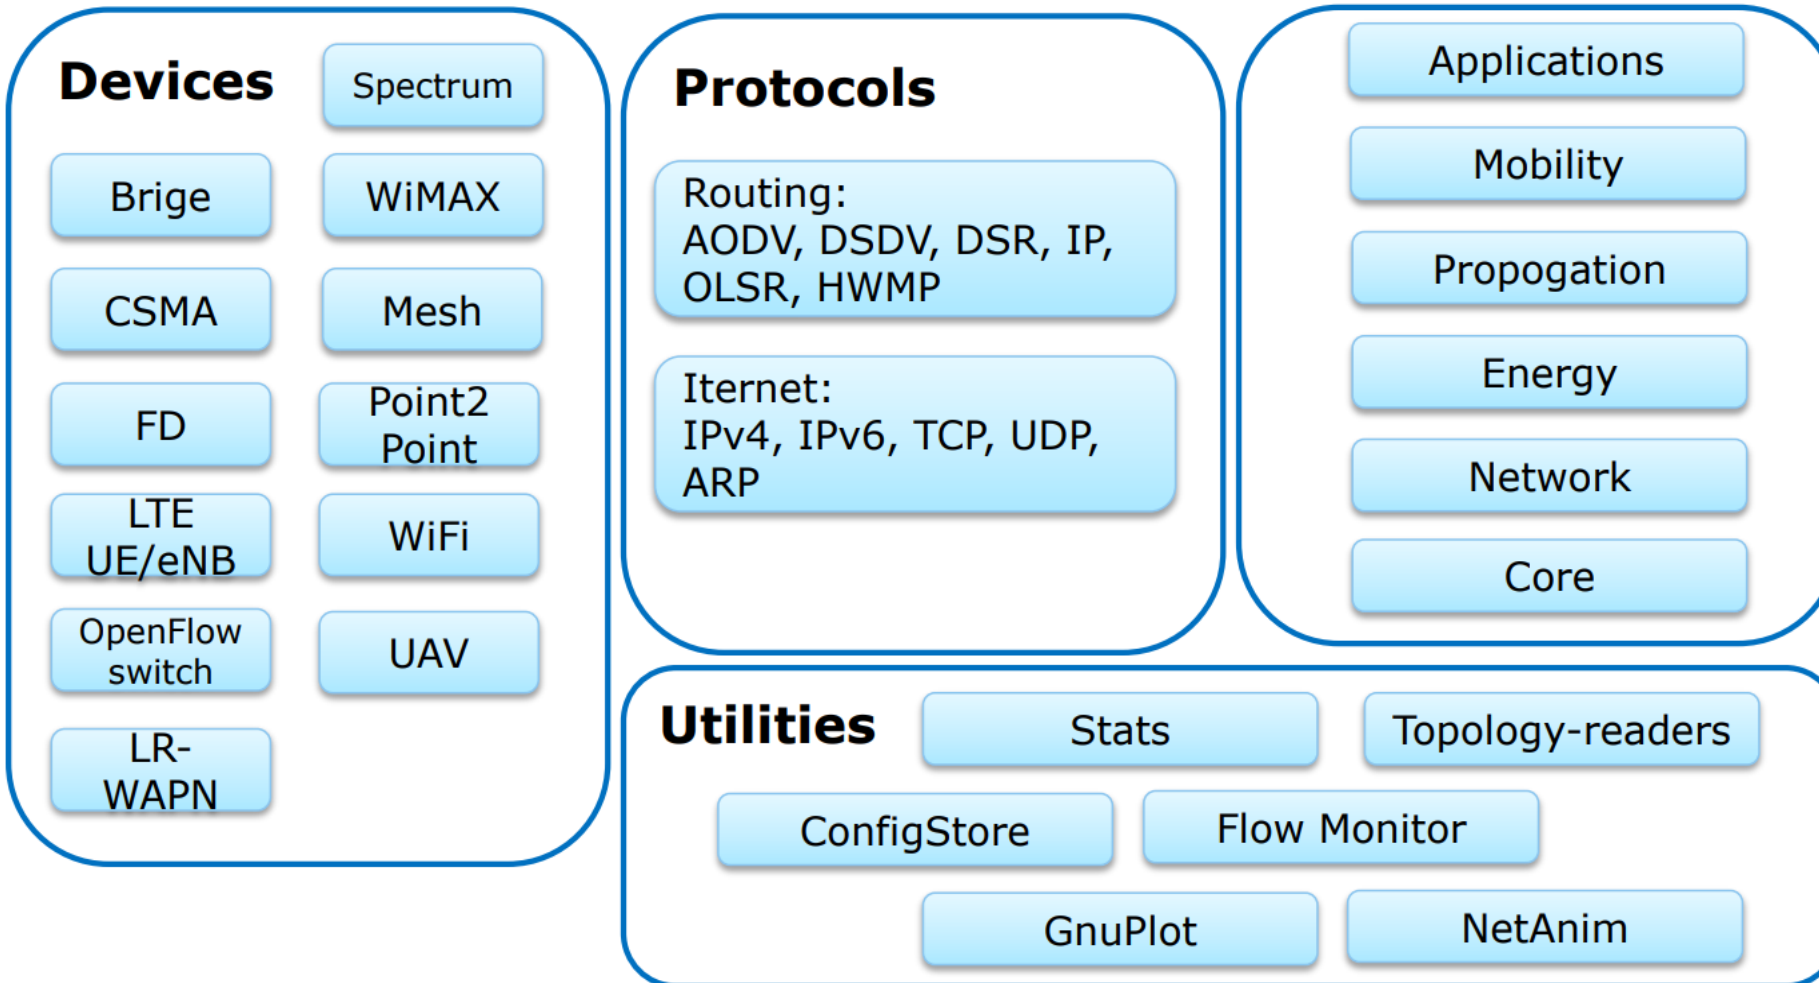 Devices
Spectrum
Brige
WiMAX
CSMA
Mesh
FD
Point2
Point
LTE
UE/eNB
WiFi
OpenFlow
switch
UAV
LR-
WAPN
Protocols
Routing:
AODV, DSDV, DSR, IP,
OLSR, HWMP
Iternet:
IPv4, IPv6, TCP, UDP,
ARP
Applications
Mobility
Propogation
Energy
Network
Core
Utilities
Stats
Topology-readers
ConfigStore
Flow Monitor
GnuPlot
NetAnim